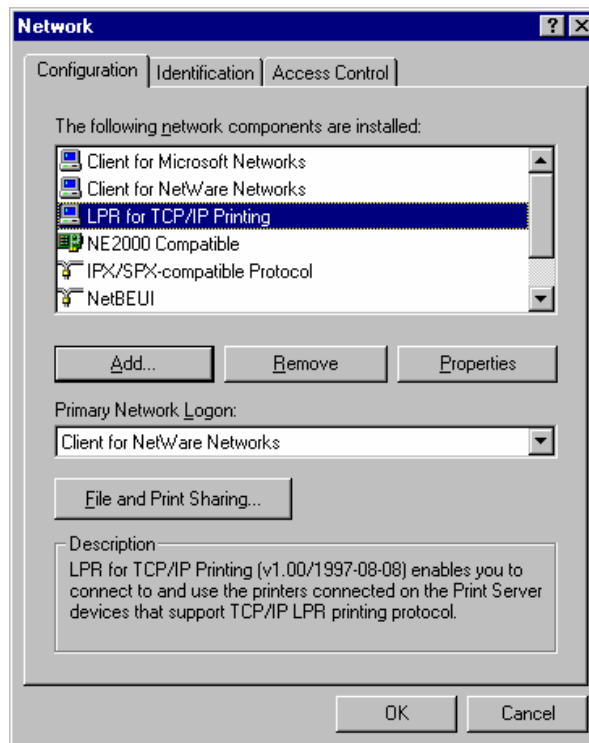 Network
Configuration
Identification
Access Control
The following network components are installed:
Client for Microsoft Networks
Client for NetWare Networks
LPR for TCP/IP Printing
NE2000 Compatible
IPX/SPX-compatible Protocol
NetBEUI
Add...
Remove
Properties
Primary Network Logon:
Client for NetWare Networks
File and Print Sharing...
Description
LPR for TCP/IP Printing (v1.00/1997-08-08) enables you to
connect to and use the printers connected on the Print Server
devices that support TCP/IP LPR printing protocol.
OK
Cancel